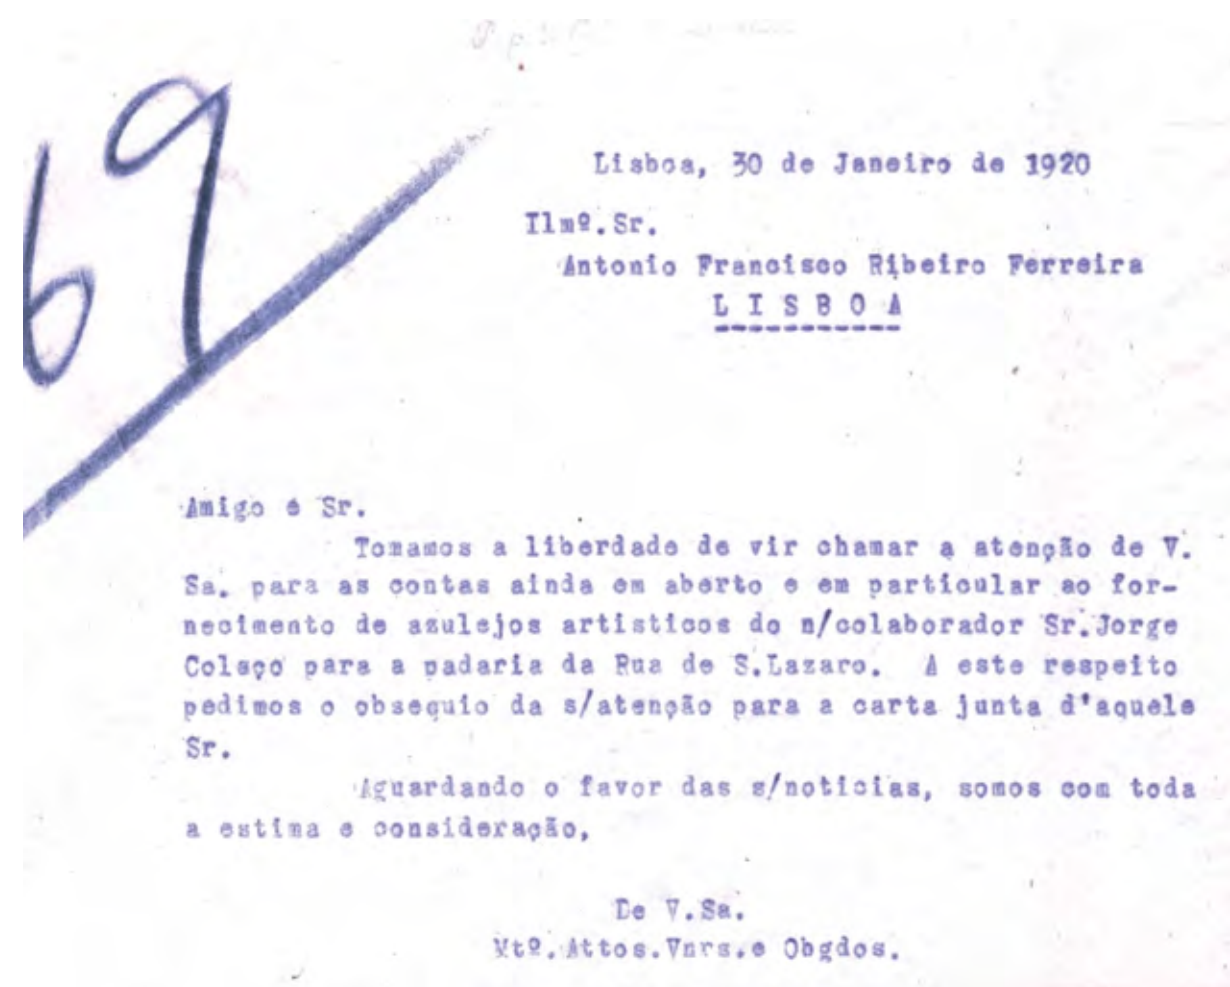 69
Lisboa, 30 de Janeiro de 1920
Ilmº.Sr.
Antonio Francisco Ribeiro Ferreira
L I S B O A
Amigo e Sr.
Tomamos a liberdade de vir chamar a atenção de V.
Sa. para as contas ainda em aberto e em particular ao for-
necimento de azulejos artisticos do n/colaborador Sr.Jorge
Colaço para a padaria da Rua de S.Lazaro. A este respeito
pedimos o obsequio da s/atenção para a carta junta d'aquele
Sr.
Aguardando o favor das s/noticias, somos com toda
a estima e consideração,
De V.Sa.
Mtº.Attos.Vnrs.e Obgdos.